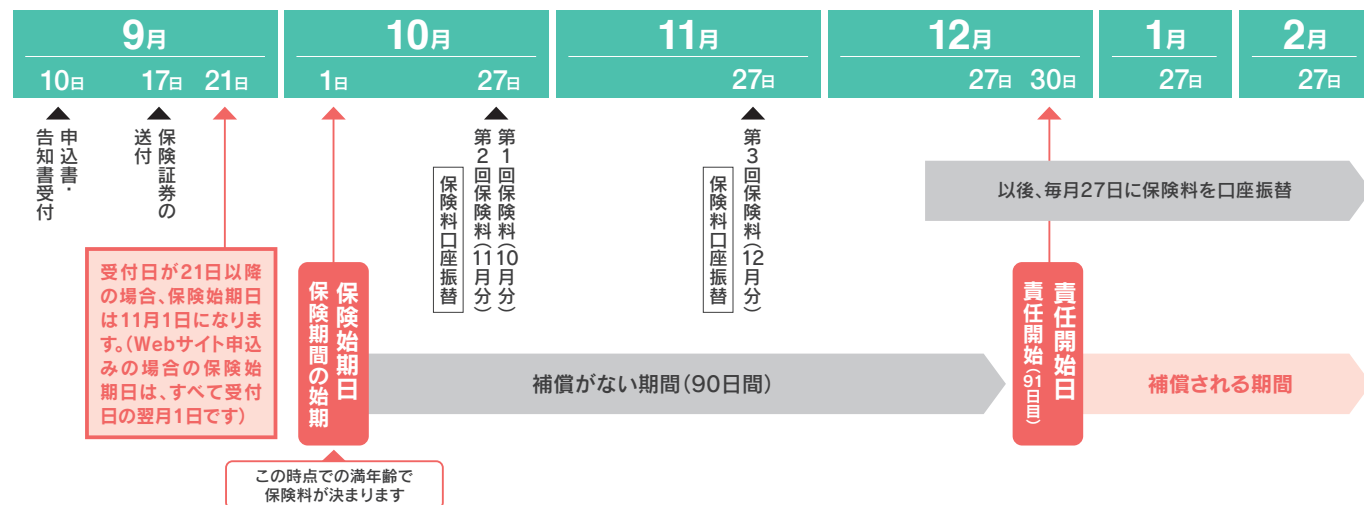 9月
10月
11月
12月
1月
2月
10日
17日
21日
1日
27日
27日
27日
30日
27日
27日
申込書・
告知書受付
保険証券の
送付
第1回保険料(10月分)
第2回保険料(11月分)
保険料口座振替
第3回保険料(12月分)
保険料口座振替
以後、毎月27日に保険料を口座振替
受付日が21日以降
の場合、保険始期日
は11月1日になりま
す。(Webサイト申込
みの場合の保険始
期日は、すべて受付
日の翌月1日です)
保険始期日
保険期間の始期
補償がない期間(90日間)
責任開始日
責任開始(91日目)
補償される期間
この時点での満年齢で
保険料が決まります